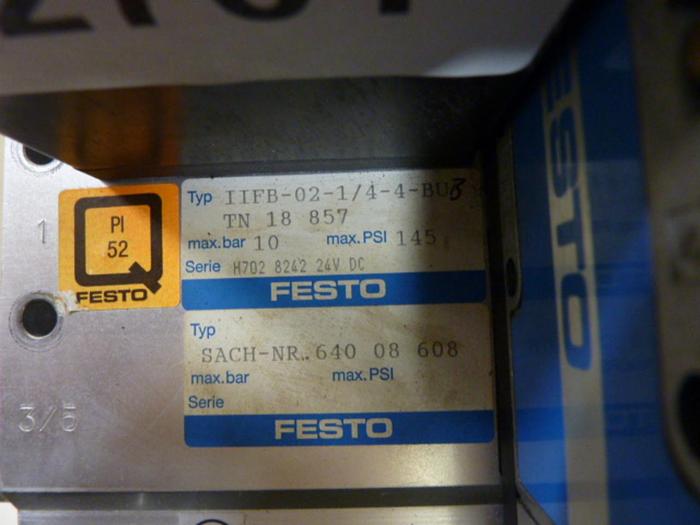 Typ IIFB-02-1/4-4-BUB
TN 18 857
max.bar 10 max.PSI 145
Serie H702 8242 24V DC
FESTO
Typ
SACH-NR. 640 08 608
max.bar max.PSI
Serie
FESTO
1
PI
52
FESTO
3/5
ESTO